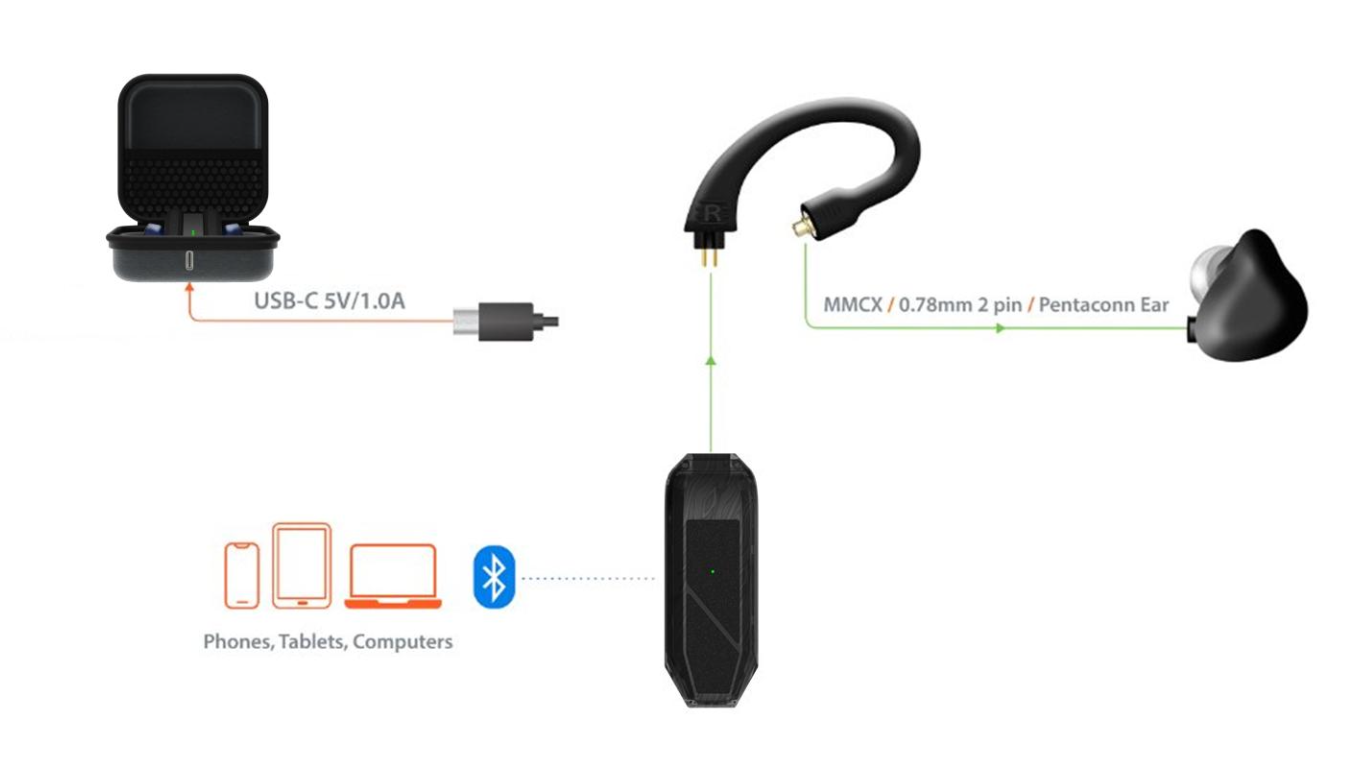 R
USB-C 5V/1.0A
MMCX / 0.78mm 2 pin / Pentaconn Ear
Phones, Tablets, Computers